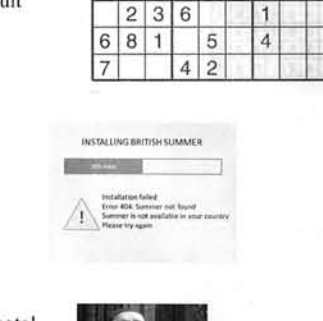 2 3 6 1
6 8 1 5 4
7 4 2
INSTALLING BRITISH SUMMER
Installation failed
Error 404: Summer not found
Summer is not available in your country
Please try again